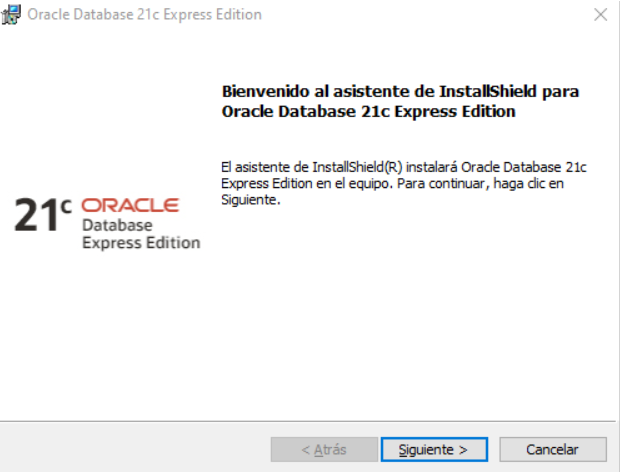 Oracle Database 21c Express Edition
Bienvenido al asistente de InstallShield para
Oracle Database 21c Express Edition
El asistente de InstallShield(R) instalará Oracle Database 21c
Express Edition en el equipo. Para continuar, haga clic en
Siguiente.
21c ORACLE
Database
Express Edition
< Atrás
Siguiente >
Cancelar